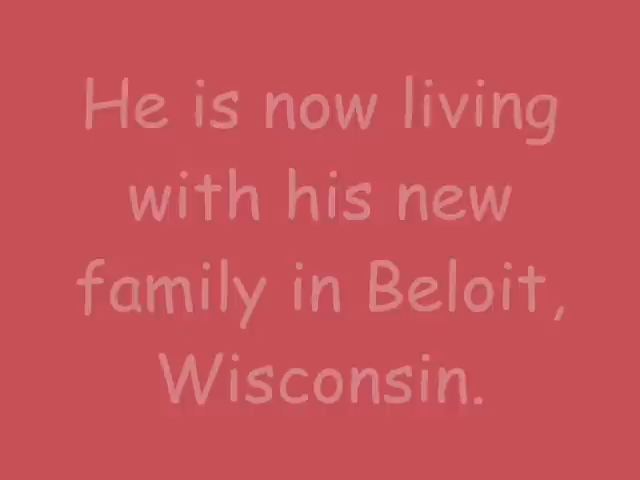 He is now living
with his new
family in Beloit,
Wisconsin.